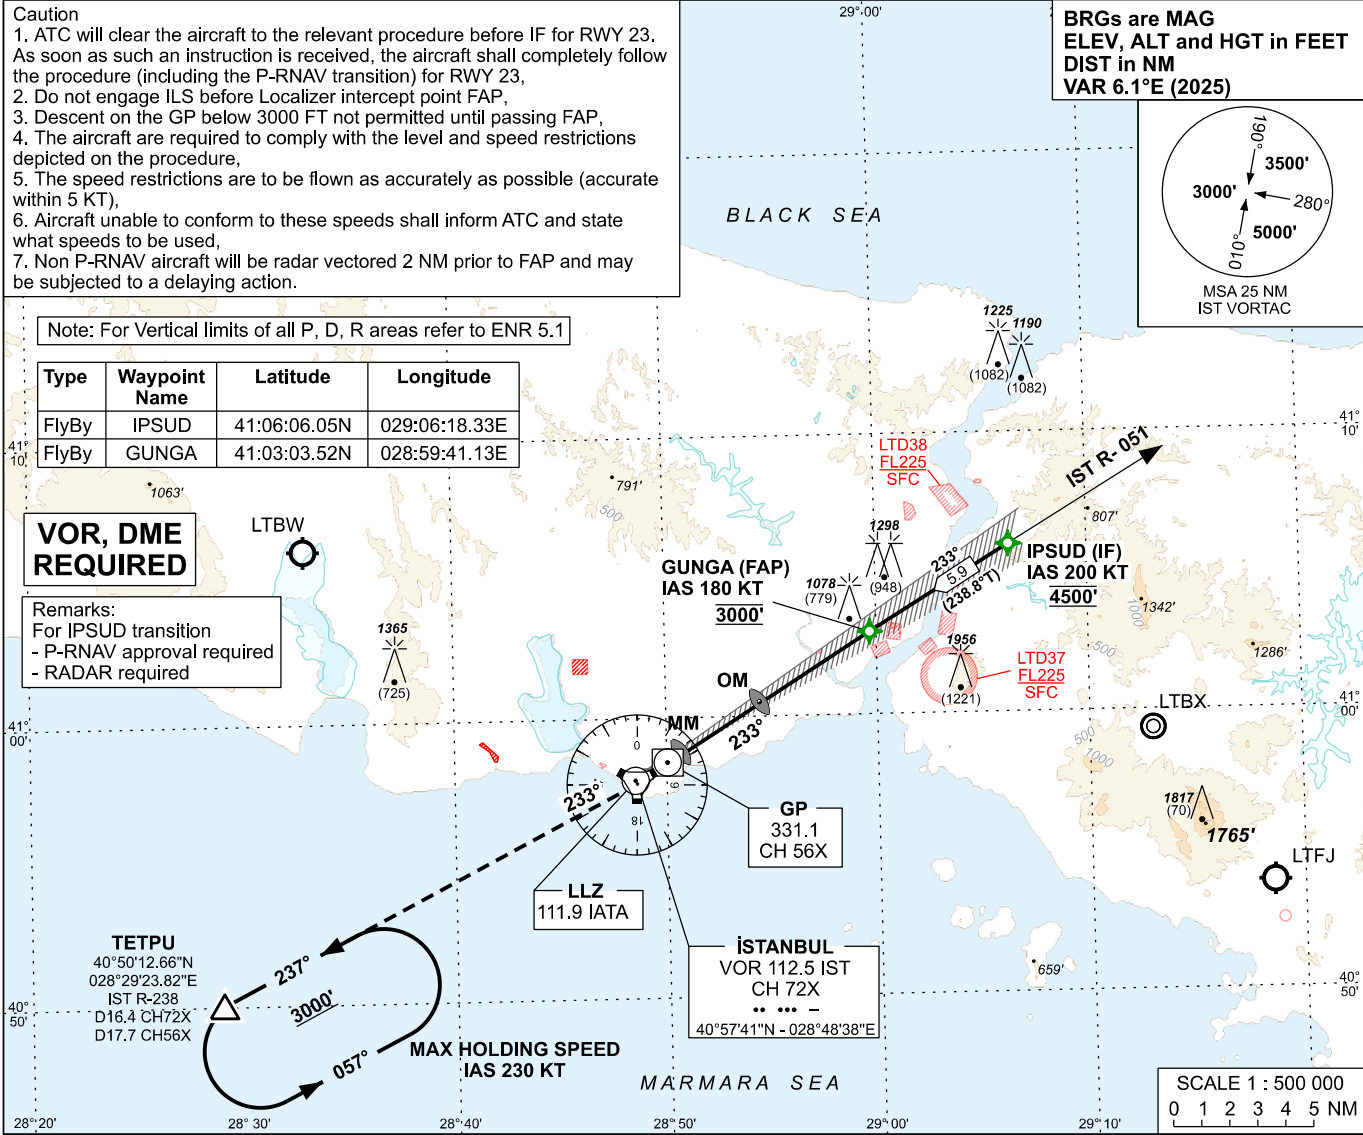 Caution
1. ATC will clear the aircraft to the relevant procedure before IF for RWY 23.
As soon as such an instruction is received, the aircraft shall completely follow
the procedure (including the P-RNAV transition) for RWY 23,
2. Do not engage ILS before Localizer intercept point FAP,
3. Descent on the GP below 3000 FT not permitted until passing FAP,
4. The aircraft are required to comply with the level and speed restrictions
depicted on the procedure,
5. The speed restrictions are to be flown as accurately as possible (accurate
within 5 KT),
6. Aircraft unable to conform to these speeds shall inform ATC and state
what speeds to be used,
7. Non P-RNAV aircraft will be radar vectored 2 NM prior to FAP and may
be subjected to a delaying action.
29°00'
BRGs are MAG
ELEV, ALT and HGT in FEET
DIST in NM
VAR 6.1°E (2025)
190°
3500'
3000'
280°
5000'
010°
MSA 25 NM
IST VORTAC
BLACK SEA
Note: For Vertical limits of all P, D, R areas refer to ENR 5.1
Type Waypoint Name Latitude Longitude
FlyBy IPSUD 41:06:06.05N 029:06:18.33E
FlyBy GUNGA 41:03:03.52N 028:59:41.13E
1225
1190
(1082)
(1082)
41°
10'
41°
10'
LTD38
FL225
SFC
IST R-051
1063'
791'
500
807'
VOR, DME
REQUIRED
LTBW
1298
(948)
GUNGA (FAP)
IAS 180 KT
3000'
1078
(779)
233°
5.9
(238.8°T)
IPSUD (IF)
IAS 200 KT
4500'
1342'
1000
500
1286'
Remarks:
For IPSUD transition
- P-RNAV approval required
- RADAR required
1365
(725)
1956
(1221)
LTD37
FL225
SFC
OM
MM
233°
LTBX
41°
00'
41°
00'
500
1000
0
9
18
233°
GP
331.1
CH 56X
1817
(70)
1765'
LTFJ
LLZ
111.9 IATA
TETPU
40°50'12.66"N
028°29'23.82"E
IST R-238
D16.4 CH72X
D17.7 CH56X
237°
3000'
057°
MAX HOLDING SPEED
IAS 230 KT
İSTANBUL
VOR 112.5 IST
CH 72X
•• ••• –
40°57'41"N - 028°48'38"E
659'
40°
50'
40°
50'
MARMARA SEA
SCALE 1 : 500 000
0 1 2 3 4 5 NM
28°20'
28°30'
28°40'
28°50'
29°00'
29°10'